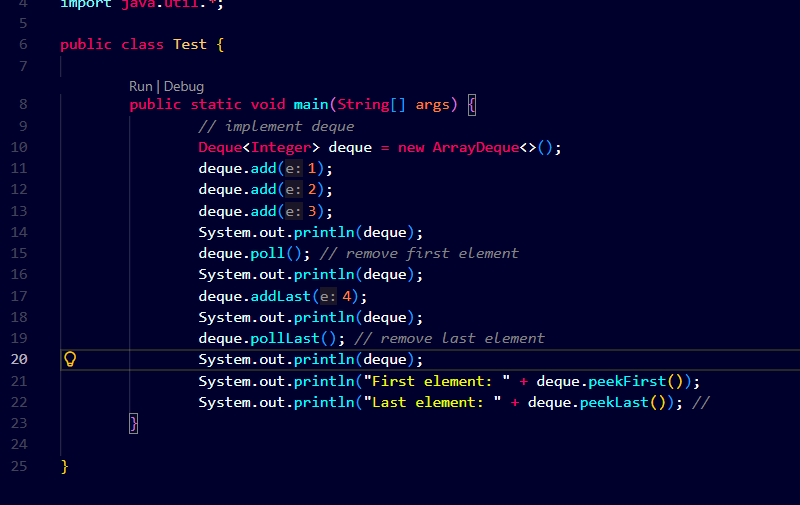 4 import java.util.*;
5
6 public class Test {
7
Run | Debug
8 public static void main(String[] args) {
9 // implement deque
10 Deque<Integer> deque = new ArrayDeque<>();
11 deque.add(e: 1);
12 deque.add(e: 2);
13 deque.add(e: 3);
14 System.out.println(deque);
15 deque.poll(); // remove first element
16 System.out.println(deque);
17 deque.addLast(e: 4);
18 System.out.println(deque);
19 deque.pollLast(); // remove last element
20 System.out.println(deque);
21 System.out.println("First element: " + deque.peekFirst());
22 System.out.println("Last element: " + deque.peekLast()); //
23 }
24
25 }